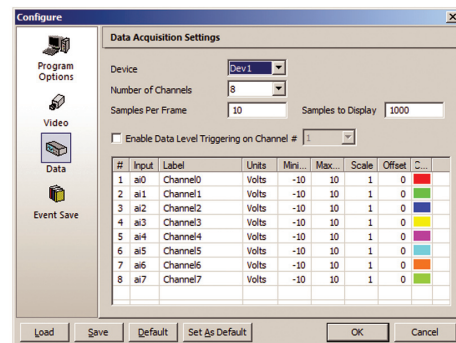 Configure
Program
Options
Video
Data
Event Save
Data Acquisition Settings
Device Dev1
Number of Channels 8
Samples Per Frame 10 Samples to Display 1000
Enable Data Level Triggering on Channel # 1
# Input Label Units Mini... Max... Scale Offset C...
1 ai0 Channel0 Volts -10 10 1 0
2 ai1 Channel1 Volts -10 10 1 0
3 ai2 Channel2 Volts -10 10 1 0
4 ai3 Channel3 Volts -10 10 1 0
5 ai4 Channel4 Volts -10 10 1 0
6 ai5 Channel5 Volts -10 10 1 0
7 ai6 Channel6 Volts -10 10 1 0
8 ai7 Channel7 Volts -10 10 1 0
Load Save Default Set As Default OK Cancel